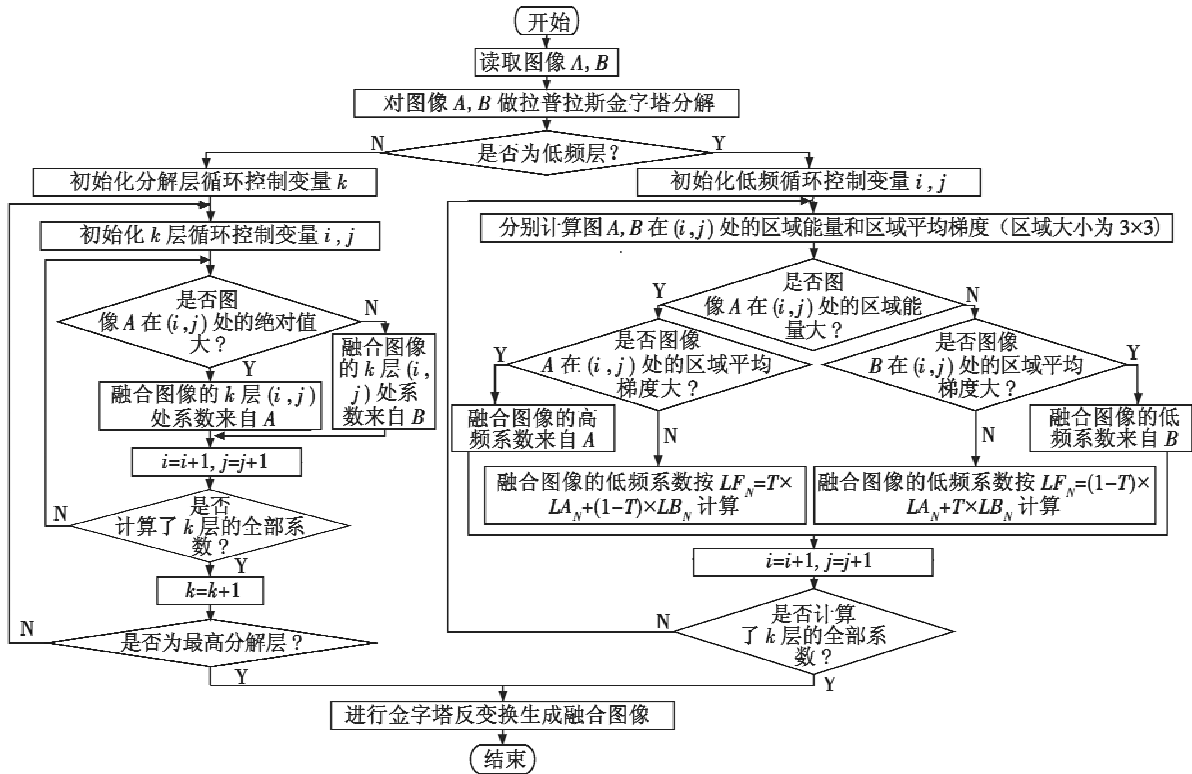 开始
读取图像 A, B
对图像 A, B 做拉普拉斯金字塔分解
是否为低频层？
N
Y
初始化分解层循环控制变量 k
初始化 k 层循环控制变量 i, j
是否图
像 A 在 (i, j) 处的绝对值
大？
N
Y
融合图像
的 k 层 (i,
j) 处系
数来自 B
融合图像的 k 层 (i, j)
处系数来自 A
i=i+1, j=j+1
是否
计算了 k 层的全部系
数？
N
Y
k=k+1
是否为最高分解层？
N
Y
初始化低频循环控制变量 i, j
分别计算图 A, B 在 (i, j) 处的区域能量和区域平均梯度（区域大小为 3×3）
是否图
像 A 在 (i, j) 处的区域能
量大？
Y
N
是否图像
A 在 (i, j) 处的区域平均
梯度大？
Y
N
是否图像
B 在 (i, j) 处的区域平均
梯度大？
Y
N
融合图像的高
频系数来自 A
融合图像的低
频系数来自 B
融合图像的低频系数按 LF_N=T×
LA_N+(1−T)×LB_N 计算
融合图像的低频系数按 LF_N=(1−T)×
LA_N+T×LB_N 计算
i=i+1, j=j+1
是否计算
了 k 层的全部系
数？
N
Y
进行金字塔反变换生成融合图像
结束